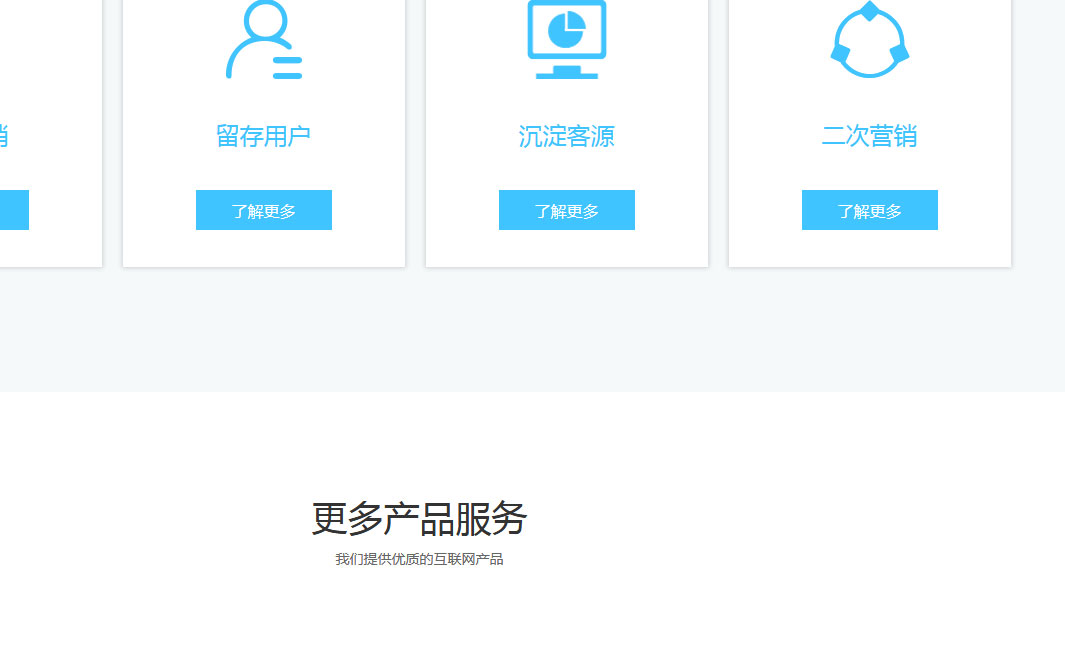 留存用户
沉淀客源
二次营销
了解更多
了解更多
了解更多
更多产品服务
我们提供优质的互联网产品